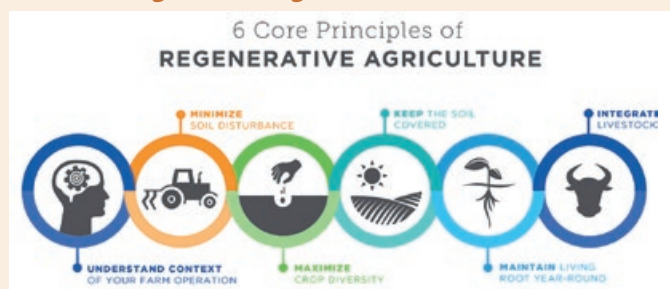 6 Core Principles of
REGENERATIVE AGRICULTURE
MINIMIZE
SOIL DISTURBANCE
KEEP THE SOIL
COVERED
INTEGRATE
LIVESTOCK
UNDERSTAND CONTEXT
OF YOUR FARM OPERATION
MAXIMIZE
CROP DIVERSITY
MAINTAIN LIVING
ROOT YEAR-ROUND